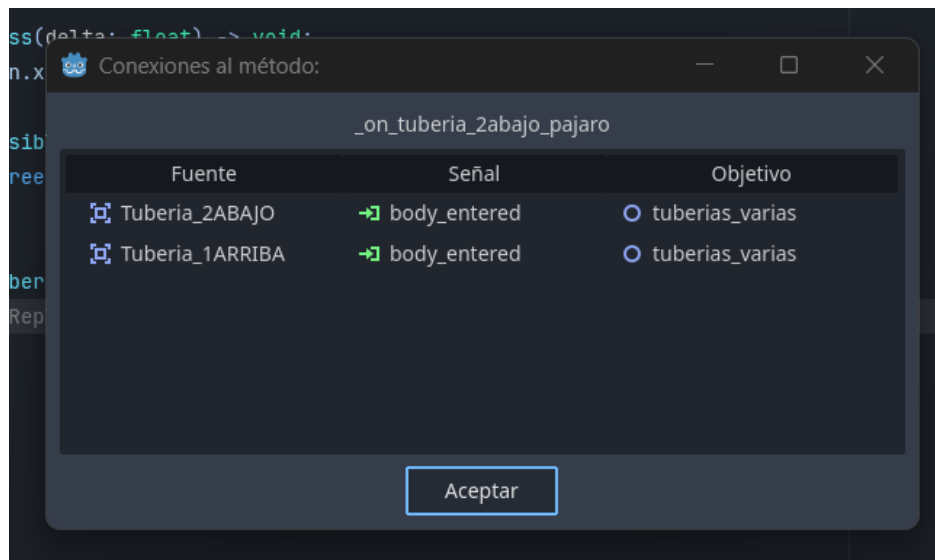 ss(delta: float) -> void:
Conexiones al método:
n.x
_on_tuberia_2abajo_pajaro
sib
Fuente Señal Objetivo
ree
Tuberia_2ABAJO body_entered tuberias_varias
Tuberia_1ARRIBA body_entered tuberias_varias
ber
Rep
Aceptar